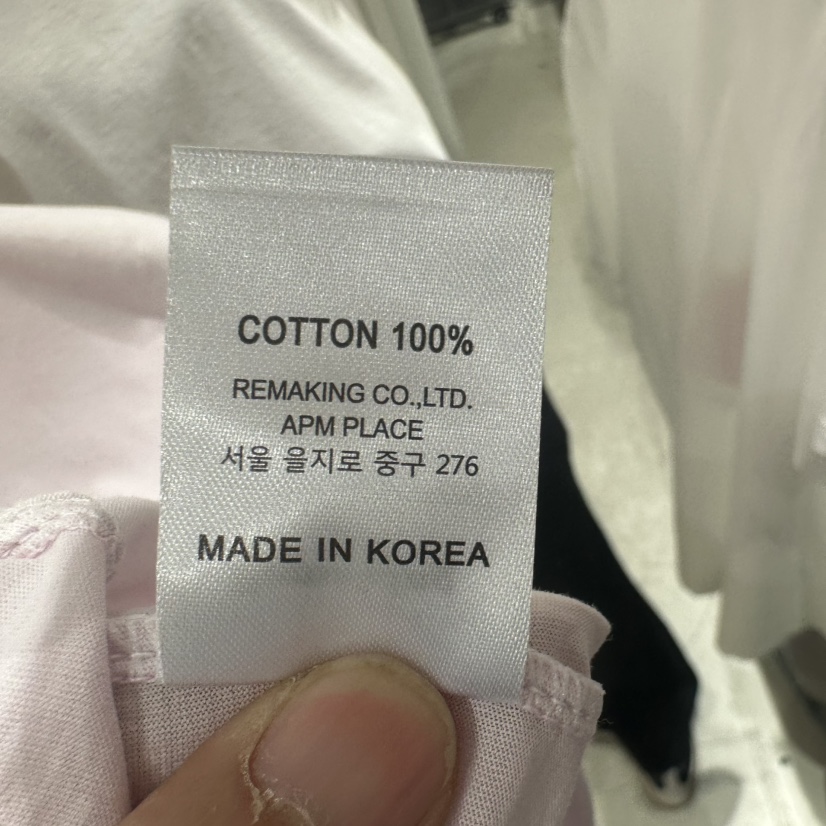 COTTON 100%
REMAKING CO.,LTD.
APM PLACE
서울 을지로 중구 276
MADE IN KOREA